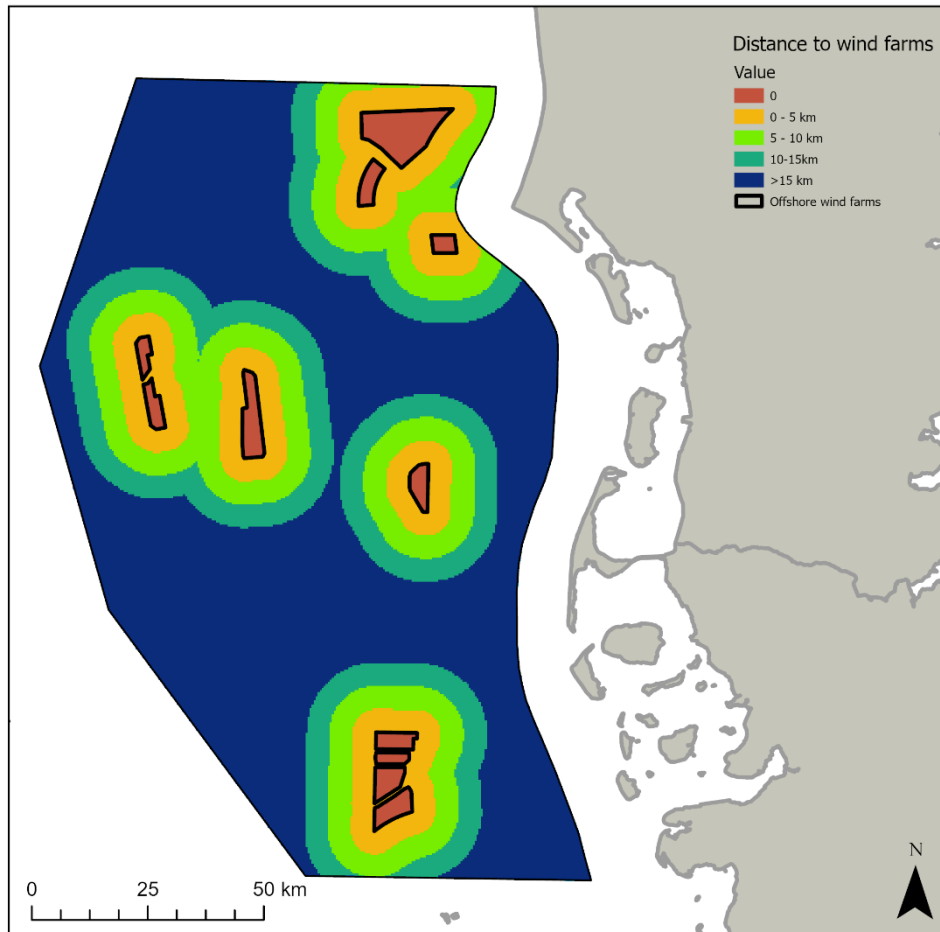 Distance to wind farms
Value
0
0 - 5 km
5 - 10 km
10-15km
>15 km
Offshore wind farms
N
0 25 50 km